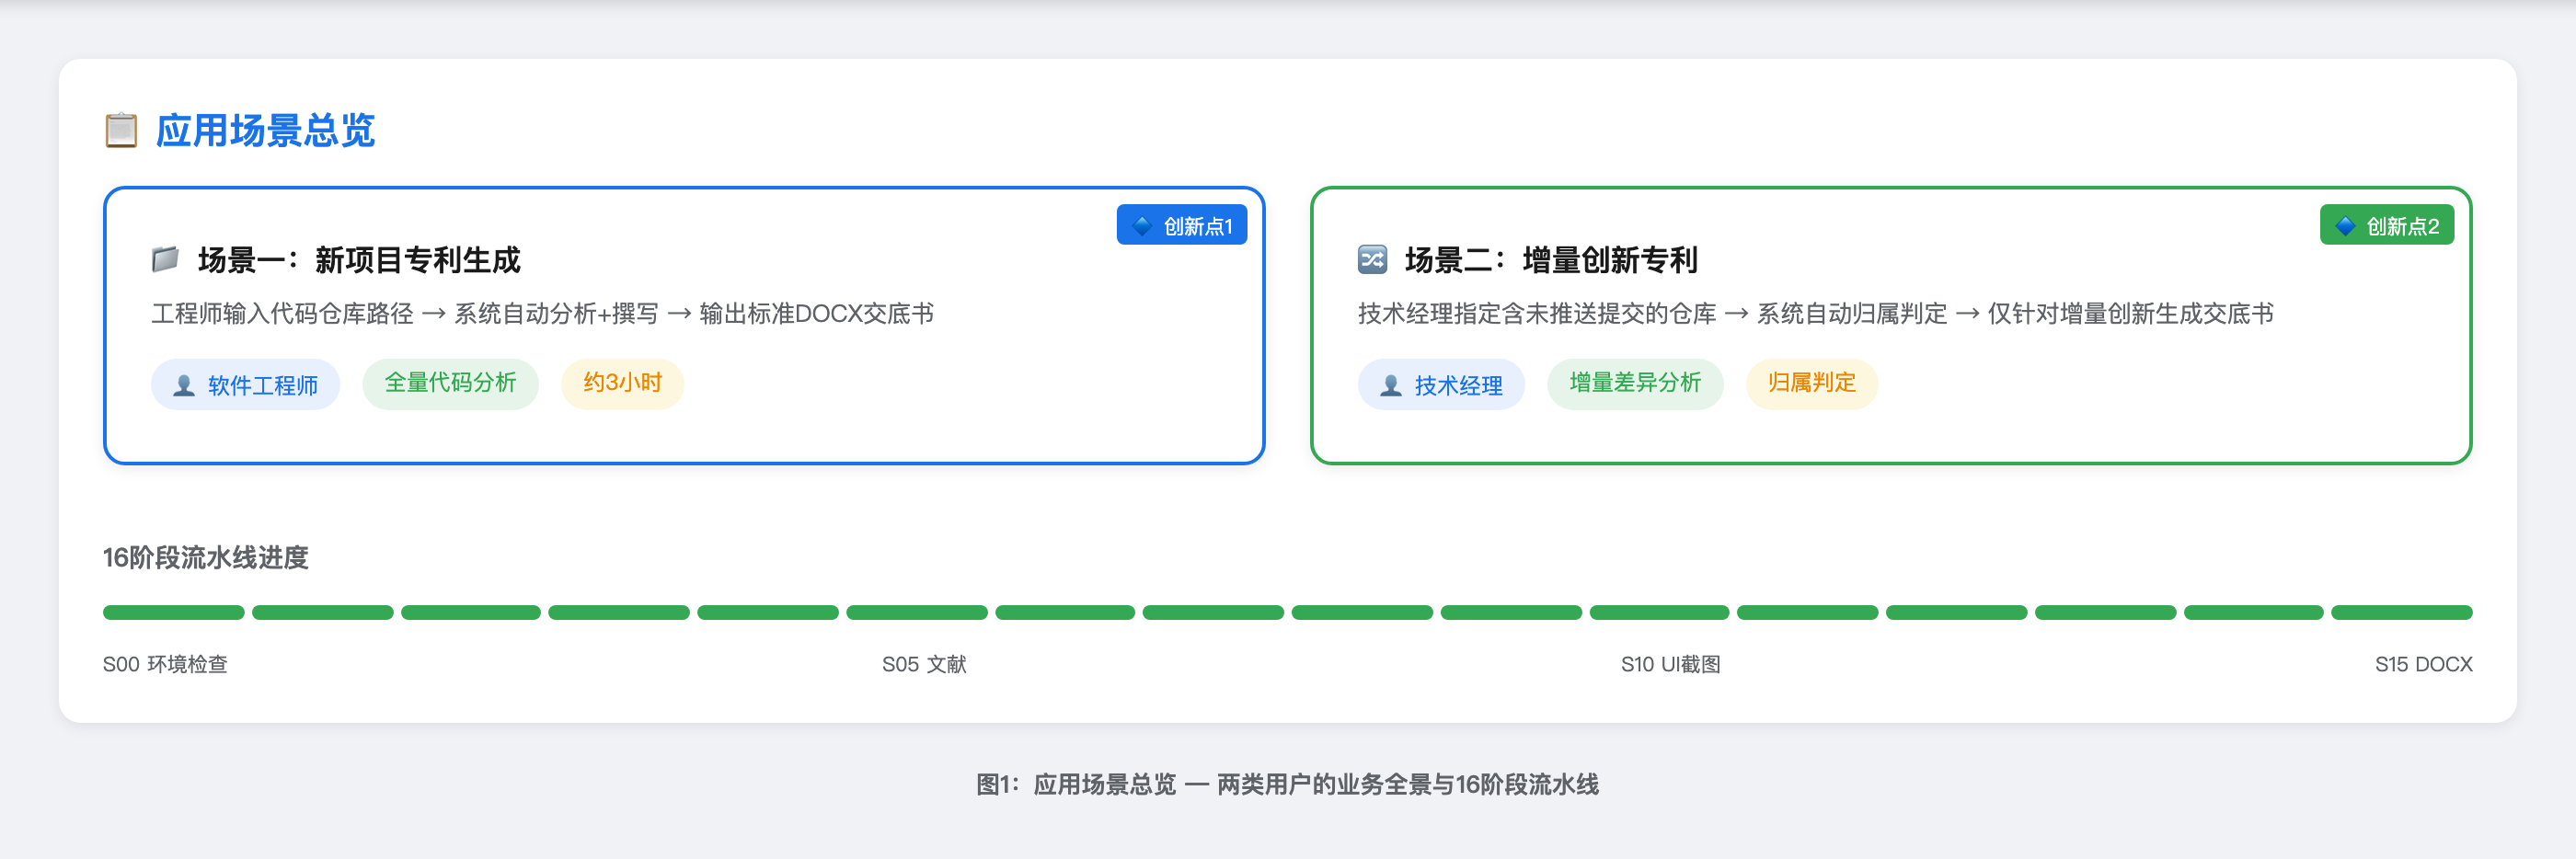 应用场景总览
创新点1
场景一：新项目专利生成
工程师输入代码仓库路径 → 系统自动分析+撰写 → 输出标准DOCX交底书
软件工程师 全量代码分析 约3小时
创新点2
场景二：增量创新专利
技术经理指定含未推送提交的仓库 → 系统自动归属判定 → 仅针对增量创新生成交底书
技术经理 增量差异分析 归属判定
16阶段流水线进度
S00 环境检查 S05 文献 S10 UI截图 S15 DOCX
图1：应用场景总览 — 两类用户的业务全景与16阶段流水线